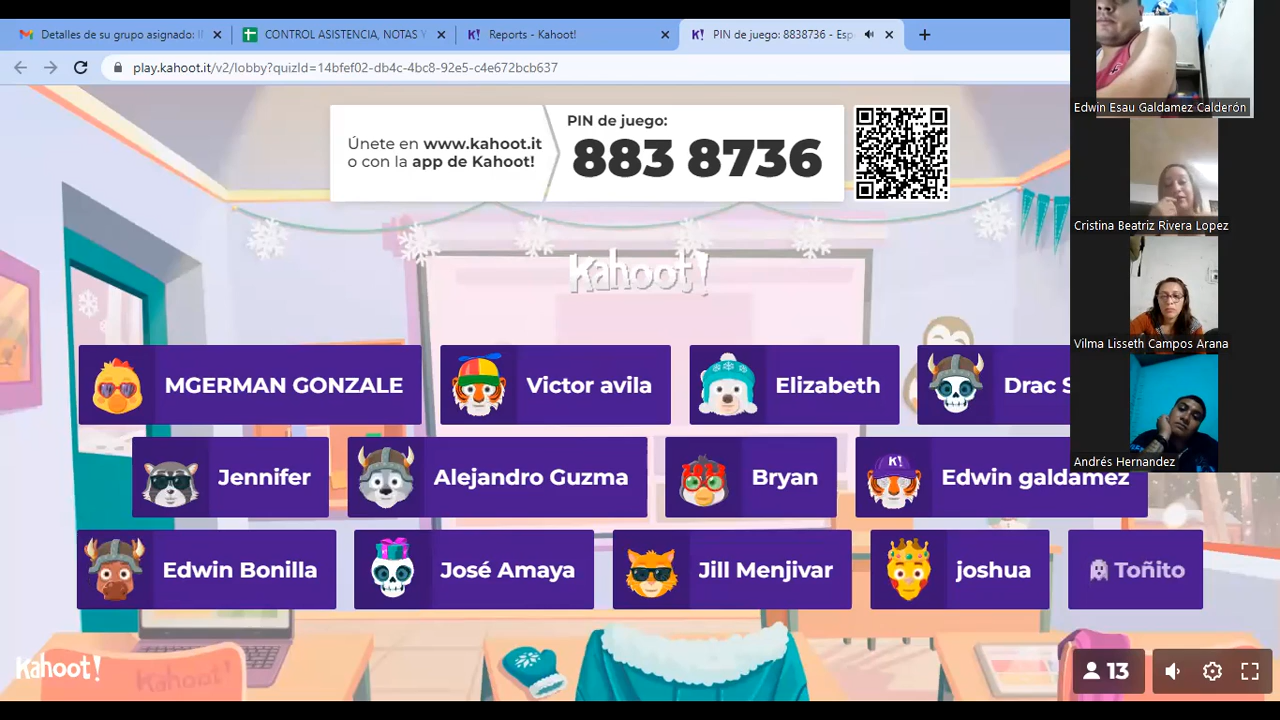 Detalles de su grupo asignado: I
CONTROL ASISTENCIA, NOTAS Y
Reports - Kahoot!
PIN de juego: 8838736 - Esp
play.kahoot.it/v2/lobby?quizId=14bfef02-db4c-4bc8-92e5-c4e672bcb637
Únete en www.kahoot.it
o con la app de Kahoot!
PIN de juego:
883 8736
Kahoot!
MGERMAN GONZALE
Victor avila
Elizabeth
Drac S
Jennifer
Alejandro Guzma
Bryan
K!
Edwin galdamez
Edwin Bonilla
José Amaya
Jill Menjivar
joshua
Toñito
Kahoot!
13
Edwin Esau Galdamez Calderón
Cristina Beatriz Rivera Lopez
Vilma Lisseth Campos Arana
Andrés Hernandez